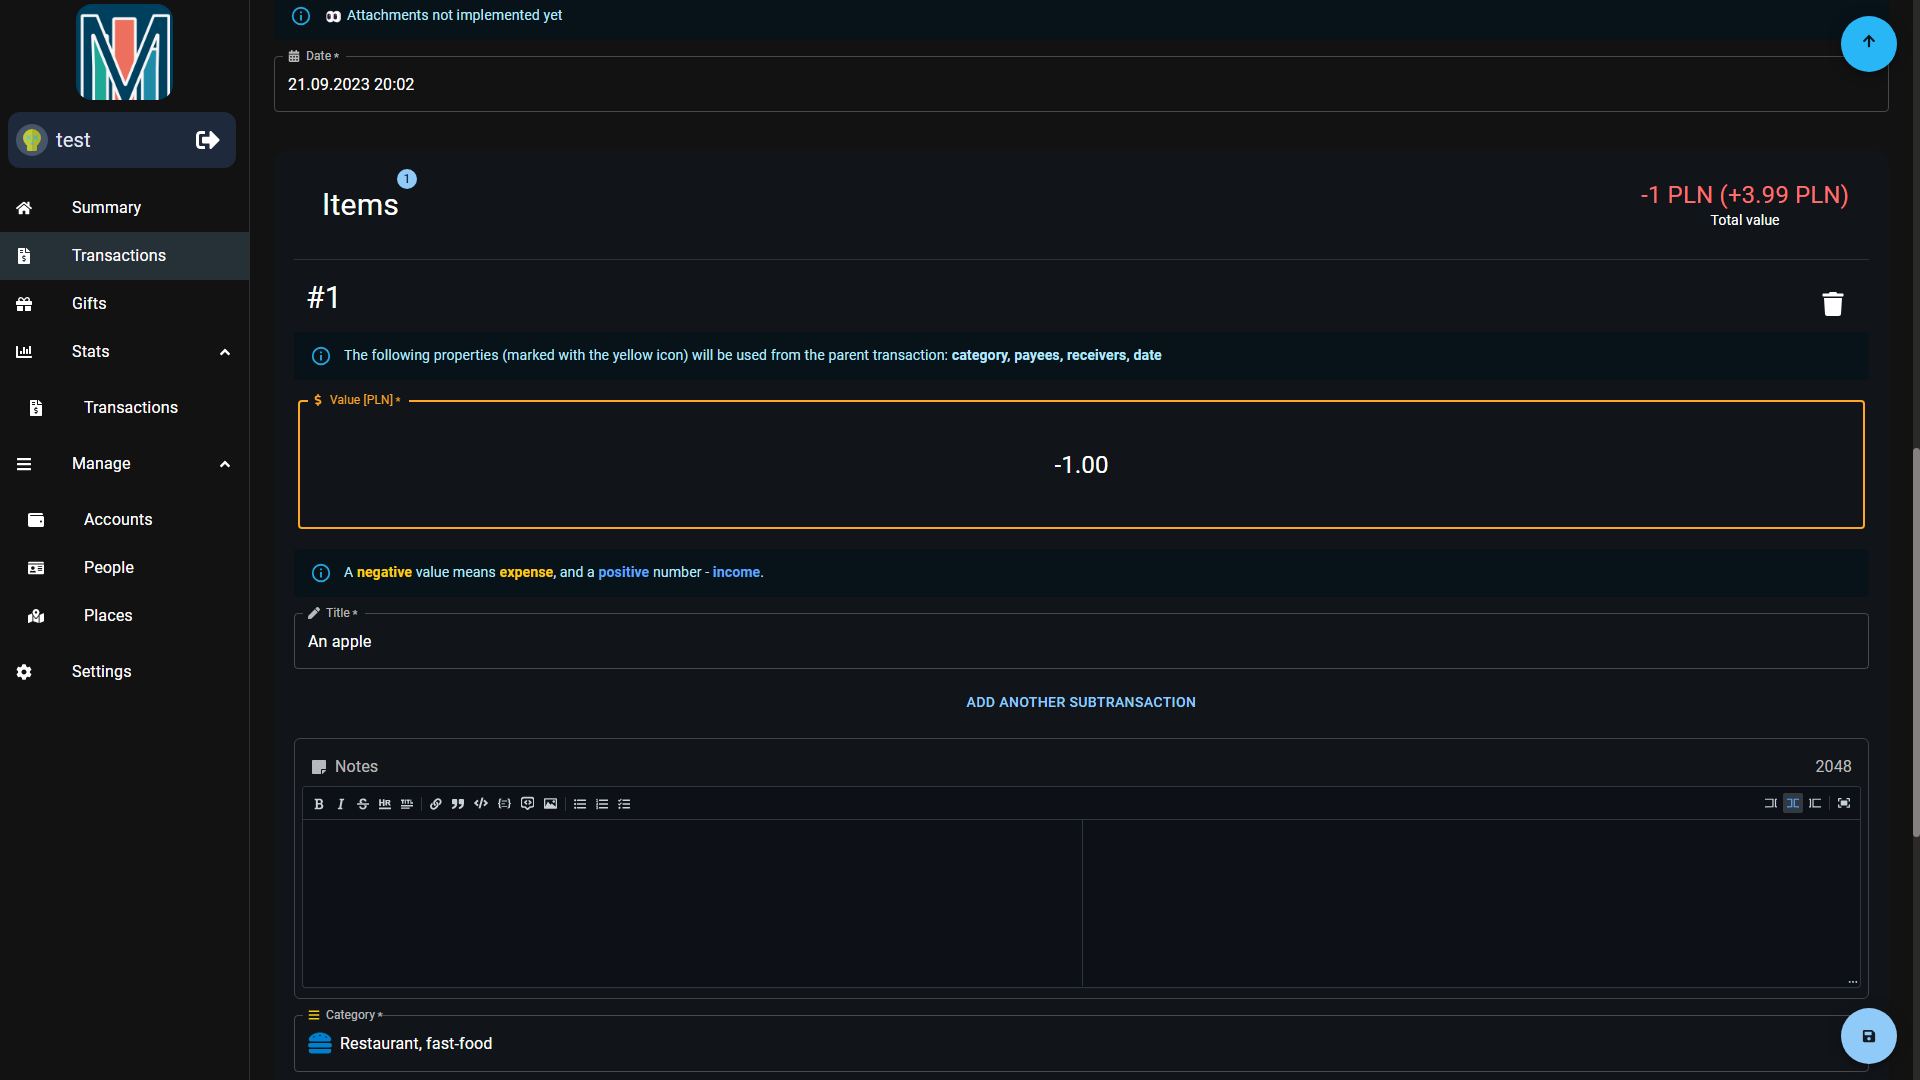 test
Summary
Transactions
Gifts
Stats
Transactions
Manage
Accounts
People
Places
Settings
Attachments not implemented yet
Date *
21.09.2023 20:02
Items
1
-1 PLN (+3.99 PLN)
Total value
#1
The following properties (marked with the yellow icon) will be used from the parent transaction: category, payees, receivers, date
Value [PLN] *
-1.00
A negative value means expense, and a positive number - income.
Title *
An apple
ADD ANOTHER SUBTRANSACTION
Notes
2048
Category *
Restaurant, fast-food